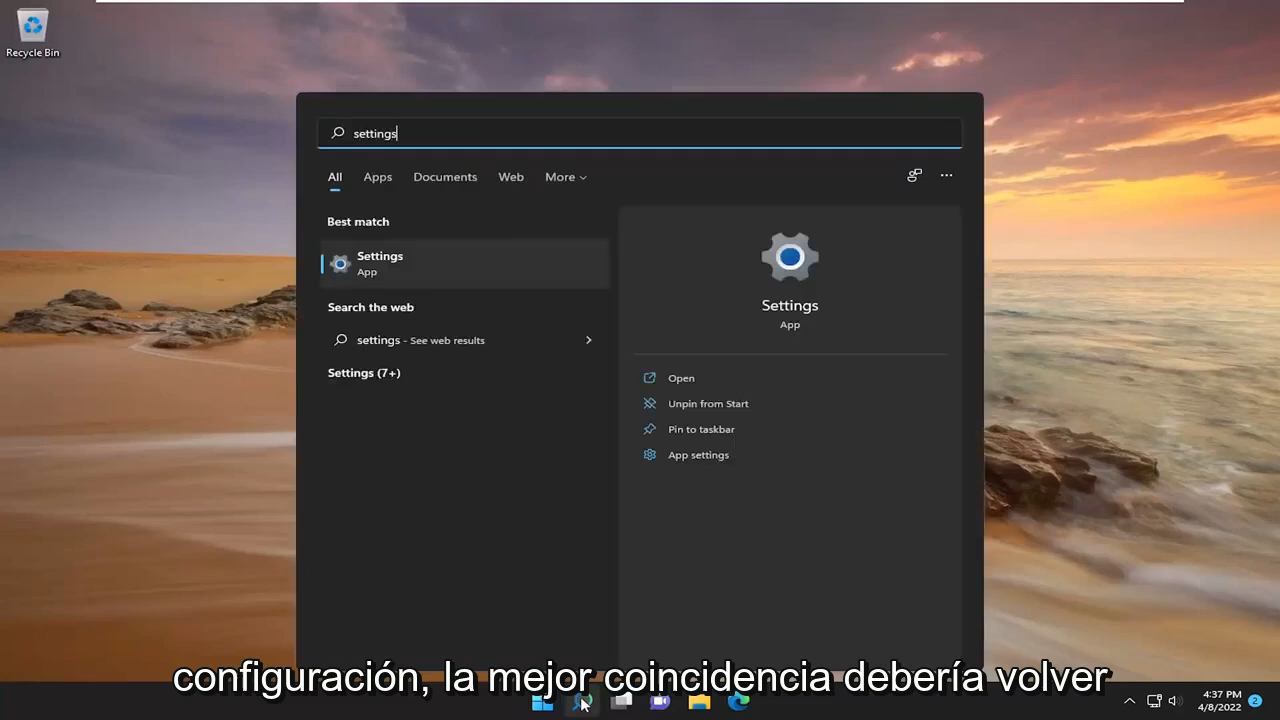 Recycle Bin
settings
All Apps Documents Web More
Best match
Settings
App
Search the web
settings - See web results
Settings (7+)
Settings
App
Open
Unpin from Start
Pin to taskbar
App settings
configuración, la mejor coincidencia debería volver
4:37 PM
4/8/2022
2